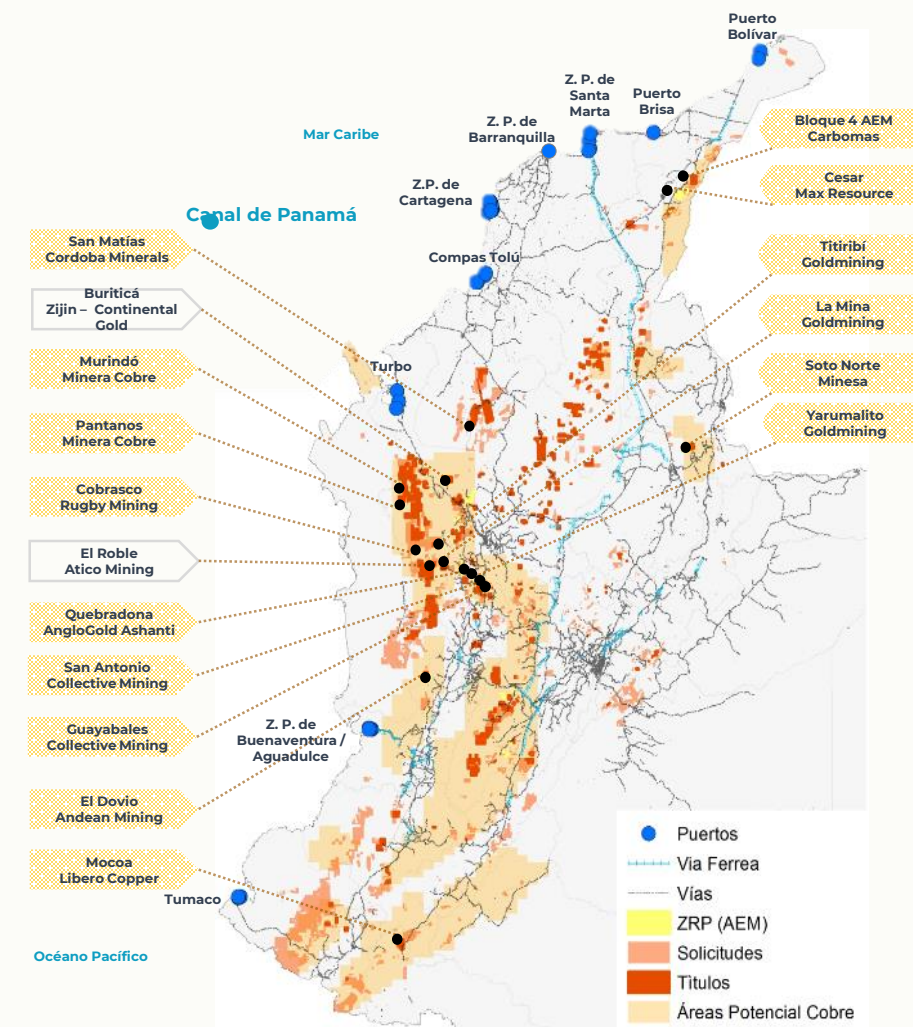 Puerto
Bolívar
Z. P. de
Santa
Marta
Puerto
Brisa
Z. P. de
Barranquilla
Mar Caribe
Bloque 4 AEM
Carbomas
Cesar
Max Resource
Z.P. de
Cartagena
Canal de Panamá
San Matías
Cordoba Minerals
Compas Tolú
Titiribí
Goldmining
Buriticá
Zijin – Continental
Gold
La Mina
Goldmining
Murindó
Minera Cobre
Turbo
Soto Norte
Minesa
Pantanos
Minera Cobre
Yarumalito
Goldmining
Cobrasco
Rugby Mining
El Roble
Atico Mining
Quebradona
AngloGold Ashanti
San Antonio
Collective Mining
Guayabales
Collective Mining
Z. P. de
Buenaventura /
Aguadulce
El Dovio
Andean Mining
Mocoa
Libero Copper
Tumaco
Océano Pacífico
Puertos
Via Ferrea
Vías
ZRP (AEM)
Solicitudes
Titulos
Áreas Potencial Cobre